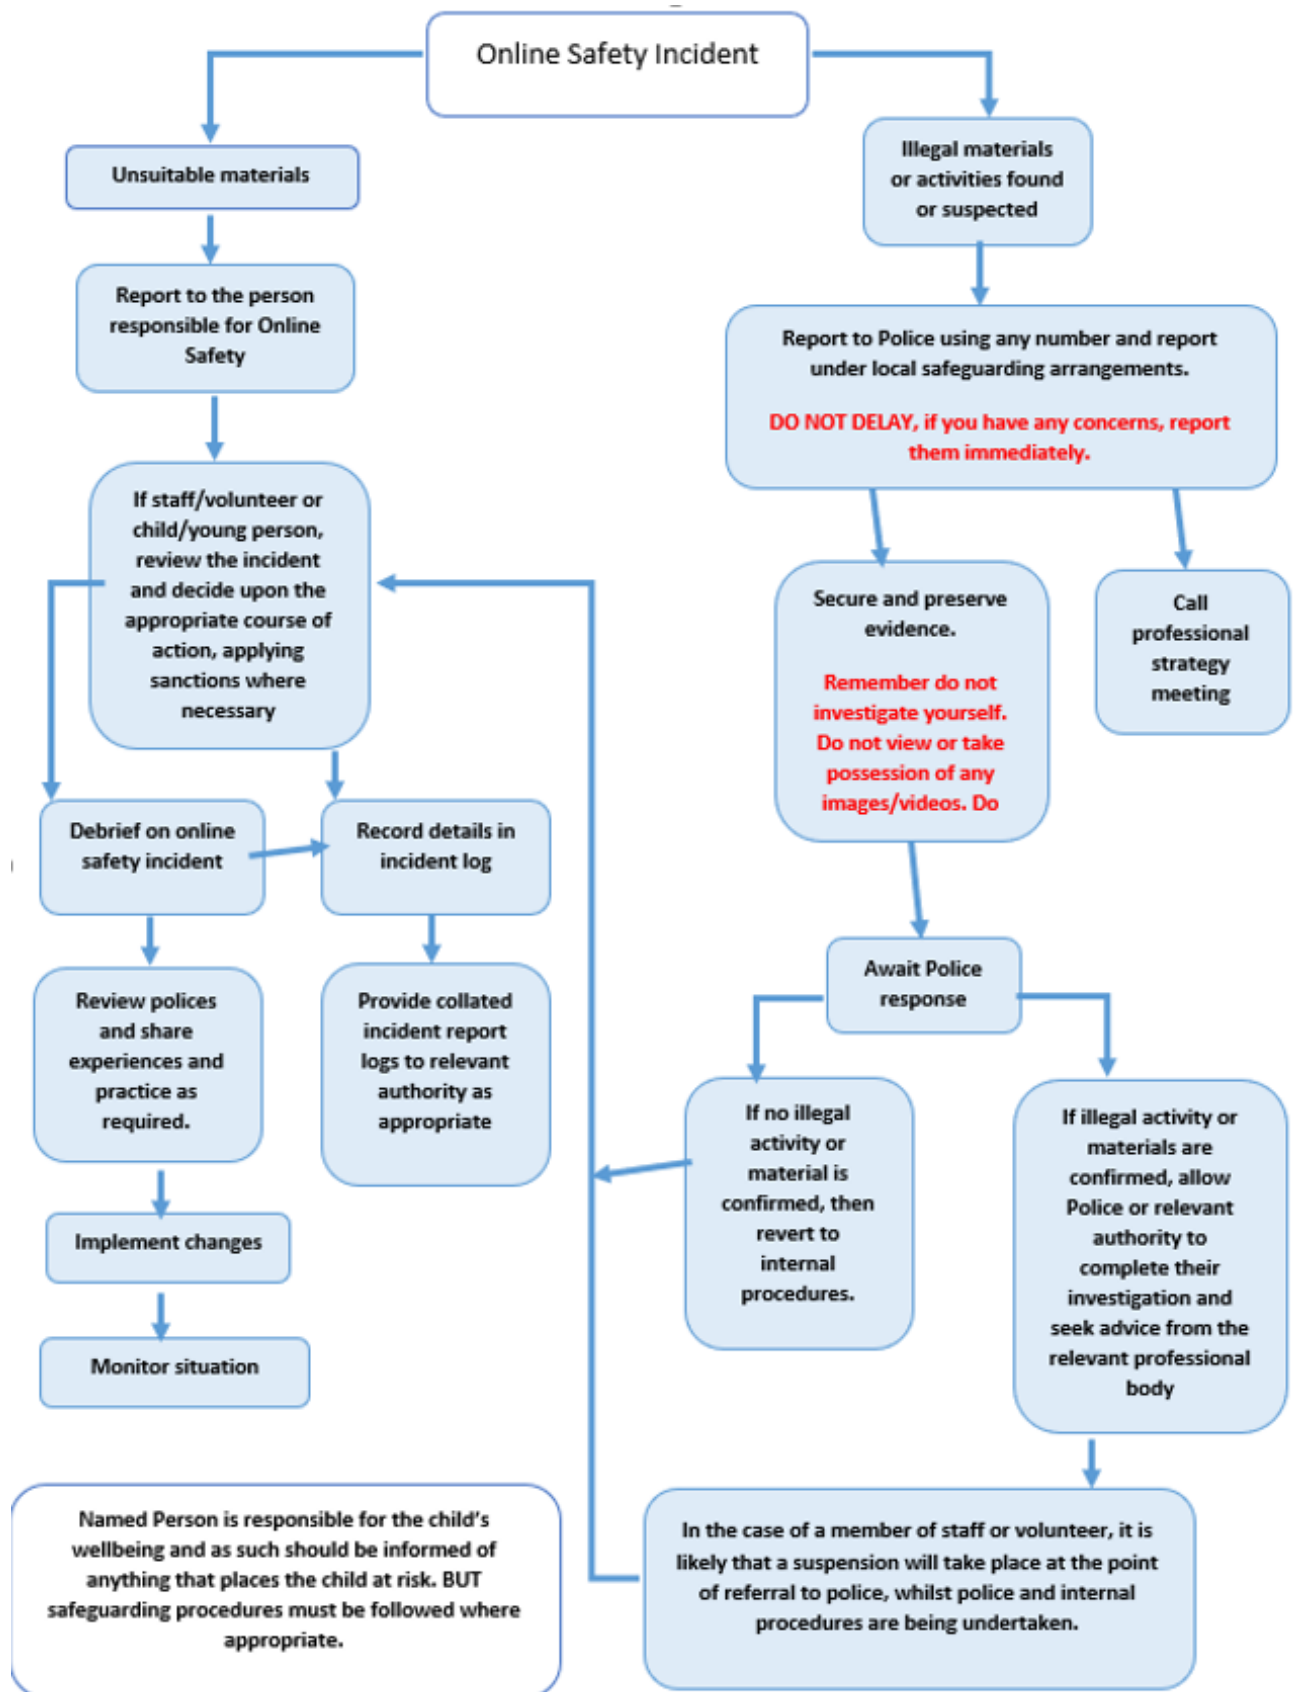 Online Safety Incident
Unsuitable materials
Report to the person
responsible for Online
Safety
If staff/volunteer or
child/young person,
review the incident
and decide upon the
appropriate course of
action, applying
sanctions where
necessary
Debrief on online
safety incident
Record details in
incident log
Review polices
and share
experiences and
practice as
required.
Provide collated
incident report
logs to relevant
authority as
appropriate
Implement changes
Monitor situation
Illegal materials
or activities found
or suspected
Report to Police using any number and report
under local safeguarding arrangements.
DO NOT DELAY, if you have any concerns, report
them immediately.
Secure and preserve
evidence.
Remember do not
investigate yourself.
Do not view or take
possession of any
images/videos. Do
Call
professional
strategy
meeting
Await Police
response
If no illegal
activity or
material is
confirmed, then
revert to
internal
procedures.
If illegal activity or
materials are
confirmed, allow
Police or relevant
authority to
complete their
investigation and
seek advice from the
relevant professional
body
In the case of a member of staff or volunteer, it is
likely that a suspension will take place at the point
of referral to police, whilst police and internal
procedures are being undertaken.
Named Person is responsible for the child's
wellbeing and as such should be informed of
anything that places the child at risk. BUT
safeguarding procedures must be followed where
appropriate.